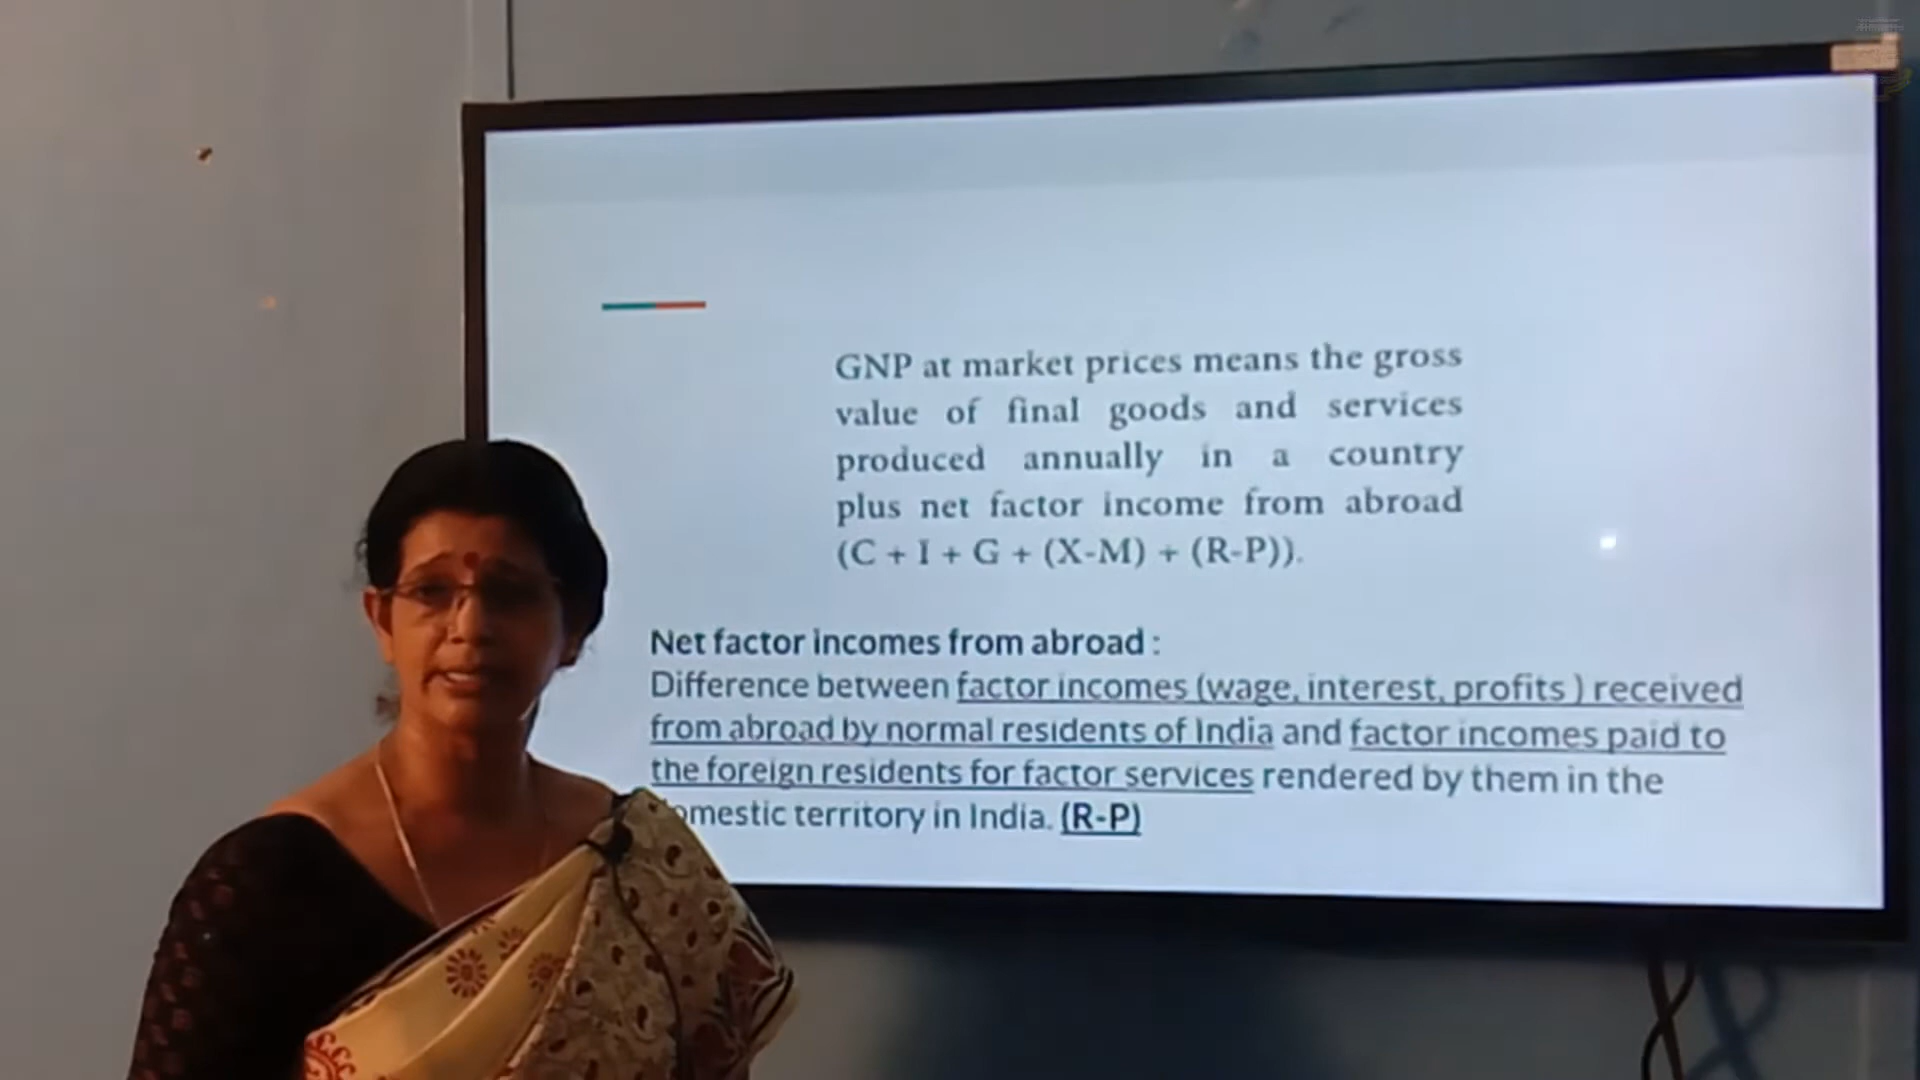 GNP at market prices means the gross
value of final goods and services
produced annually in a country
plus net factor income from abroad
(C + I + G + (X-M) + (R-P)).
Net factor incomes from abroad :
Difference between factor incomes (wage, interest, profits ) received
from abroad by normal residents of India and factor incomes paid to
the foreign residents for factor services rendered by them in the
omestic territory in India. (R-P)